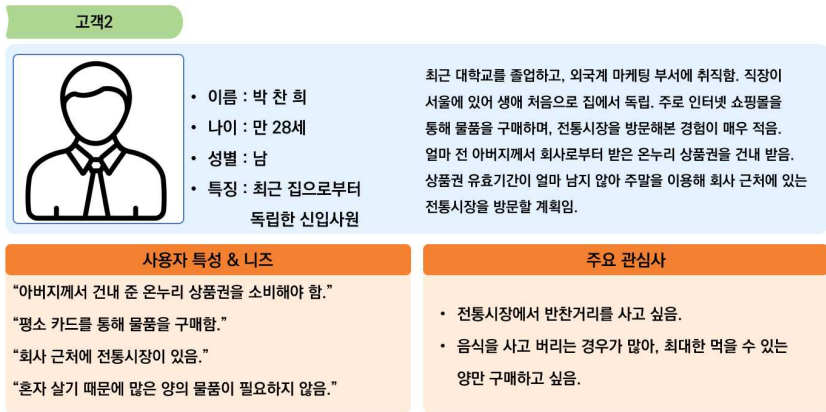 고객2
• 이름 : 박 찬 희
• 나이 : 만 28세
• 성별 : 남
• 특징 : 최근 집으로부터
독립한 신입사원
최근 대학교를 졸업하고, 외국계 마케팅 부서에 취직함. 직장이
서울에 있어 생애 처음으로 집에서 독립. 주로 인터넷 쇼핑몰을
통해 물품을 구매하며, 전통시장을 방문해본 경험이 매우 적음.
얼마 전 아버지께서 회사로부터 받은 온누리 상품권을 건내 받음.
상품권 유효기간이 얼마 남지 않아 주말을 이용해 회사 근처에 있는
전통시장을 방문할 계획임.
사용자 특성 & 니즈
“아버지께서 건내 준 온누리 상품권을 소비해야 함.”
“평소 카드를 통해 물품을 구매함.”
“회사 근처에 전통시장이 있음.”
“혼자 살기 때문에 많은 양의 물품이 필요하지 않음.”
주요 관심사
• 전통시장에서 반찬거리를 사고 싶음.
• 음식을 사고 버리는 경우가 많아, 최대한 먹을 수 있는
양만 구매하고 싶음.